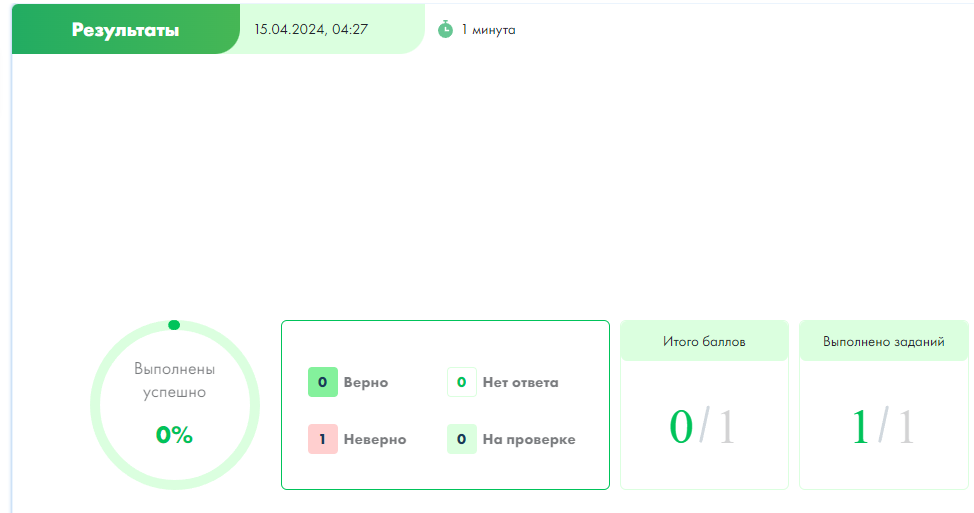 Результаты
15.04.2024, 04:27
1 минута
Выполнены
успешно
0%
0 Верно
0 Нет ответа
1 Неверно
0 На проверке
Итого баллов
0/1
Выполнено заданий
1/1